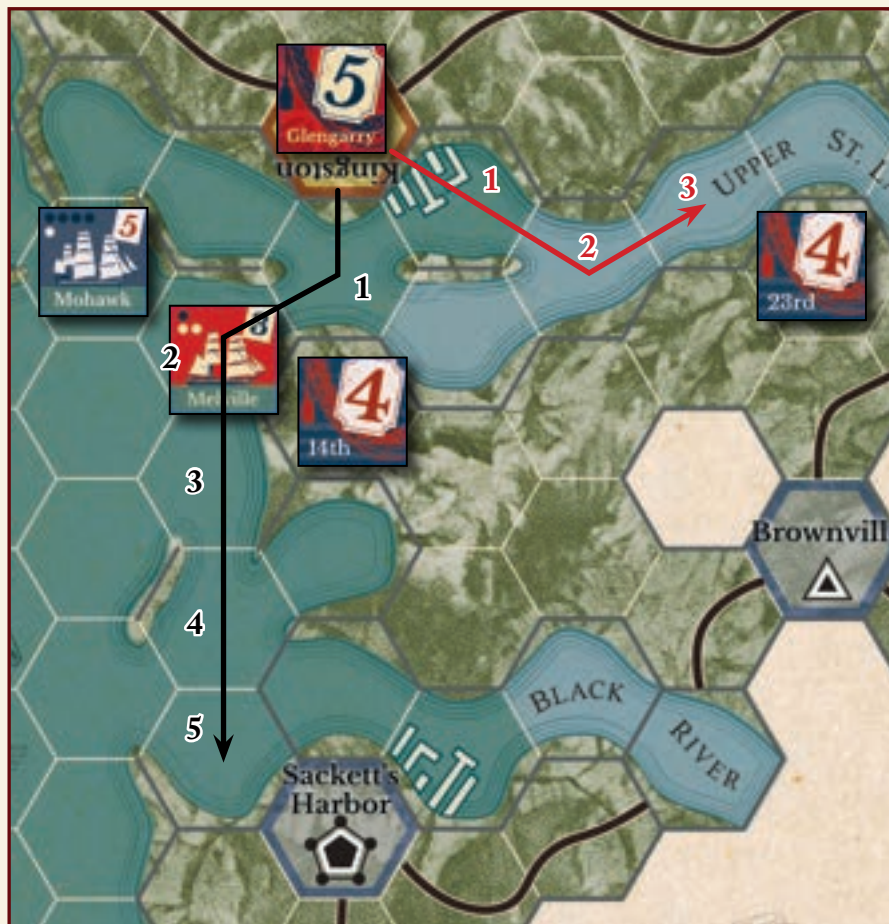 5
Glengarry
Kingston
1
3
UPPER ST. L
2
5
Mohawk
4
23rd
1
2
Melville
4
14th
3
Brownvill
4
BLACK
RIVER
5
Sackett's
Harbor